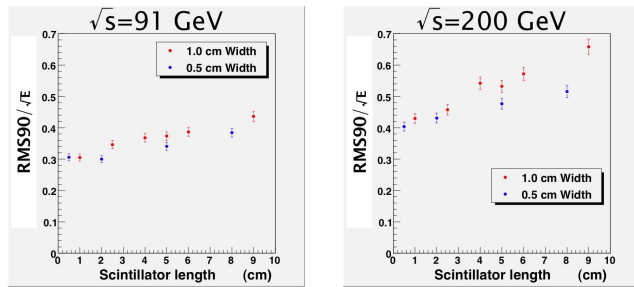 √s=91 GeV
RMS90/√E
0.7
0.6
0.5
0.4
0.3
0.2
0.1
0
1.0 cm Width
0.5 cm Width
0 1 2 3 4 5 6 7 8 9 10
Scintillator length (cm)
√s=200 GeV
RMS90/√E
0.7
0.6
0.5
0.4
0.3
0.2
0.1
0
1.0 cm Width
0.5 cm Width
0 1 2 3 4 5 6 7 8 9 10
Scintillator length (cm)